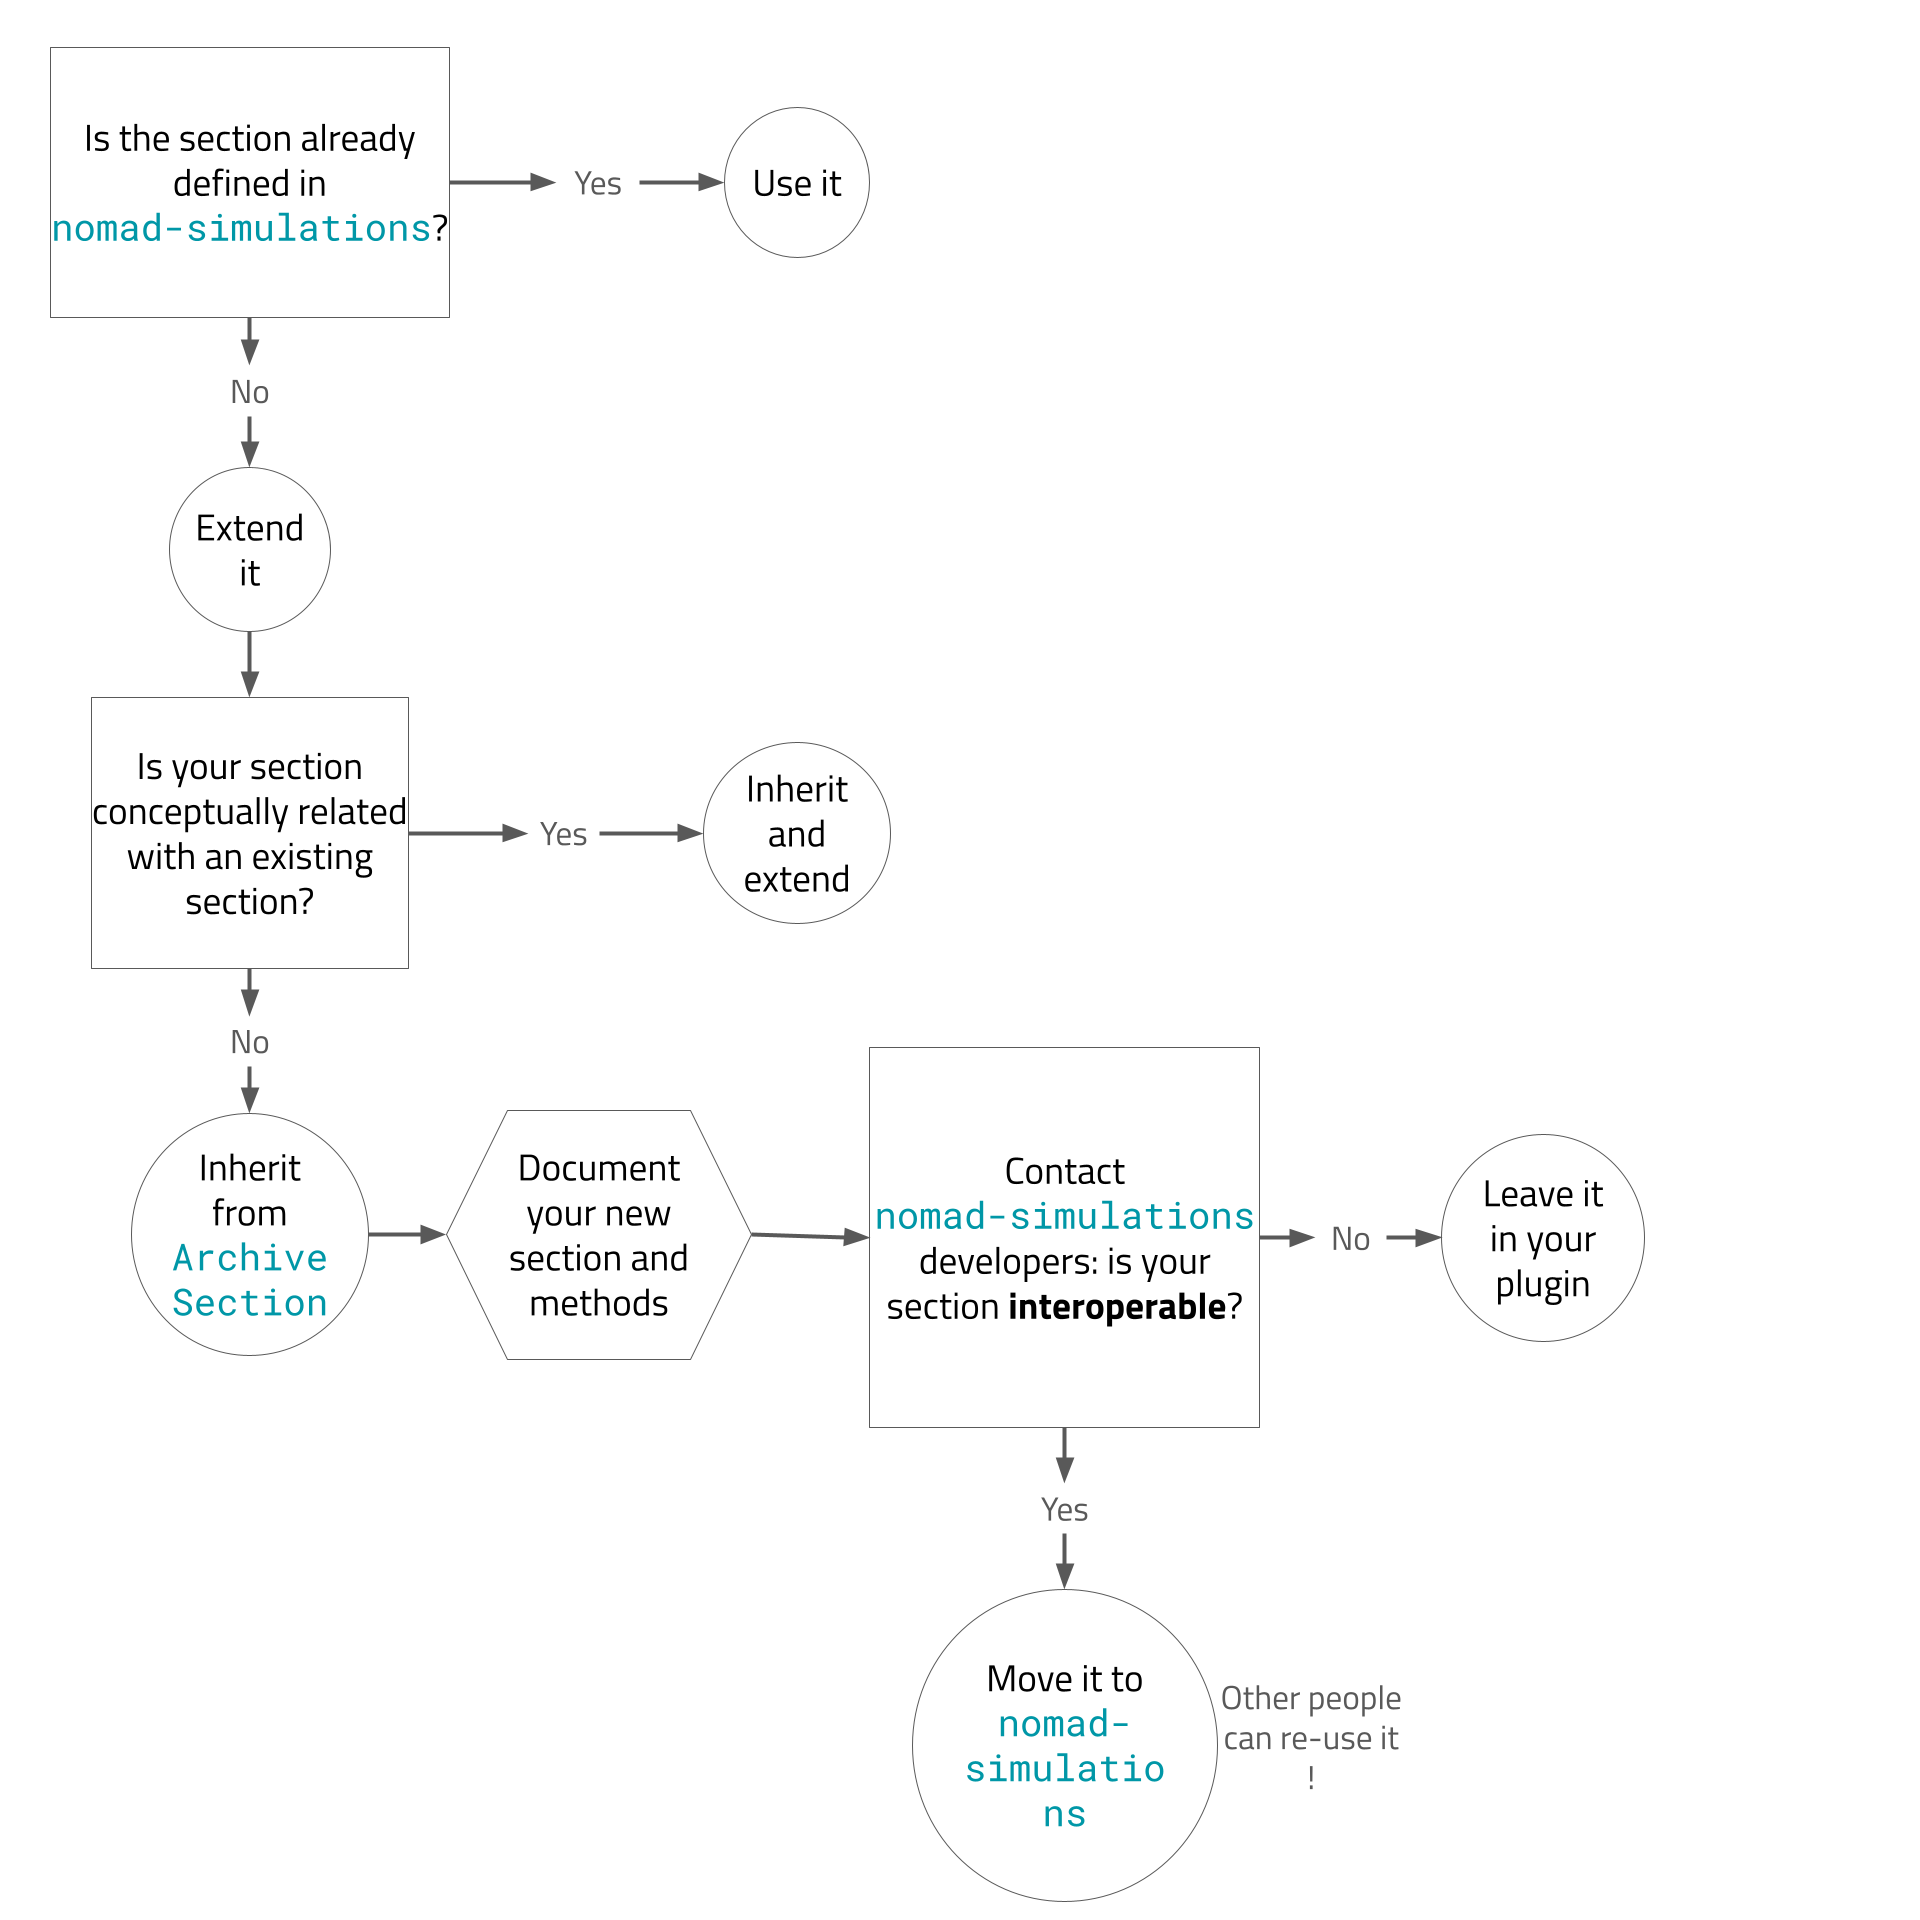 Is the section already
defined in
nomad-simulations?
Yes
Use it
No
Extend
it
Is your section
conceptually related
with an existing
section?
Yes
Inherit
and
extend
No
Inherit
from
Archive
Section
Document
your new
section and
methods
Contact
nomad-simulations
developers: is your
section interoperable?
No
Leave it
in your
plugin
Yes
Move it to
nomad-
simulatio
ns
Other people
can re-use it
!